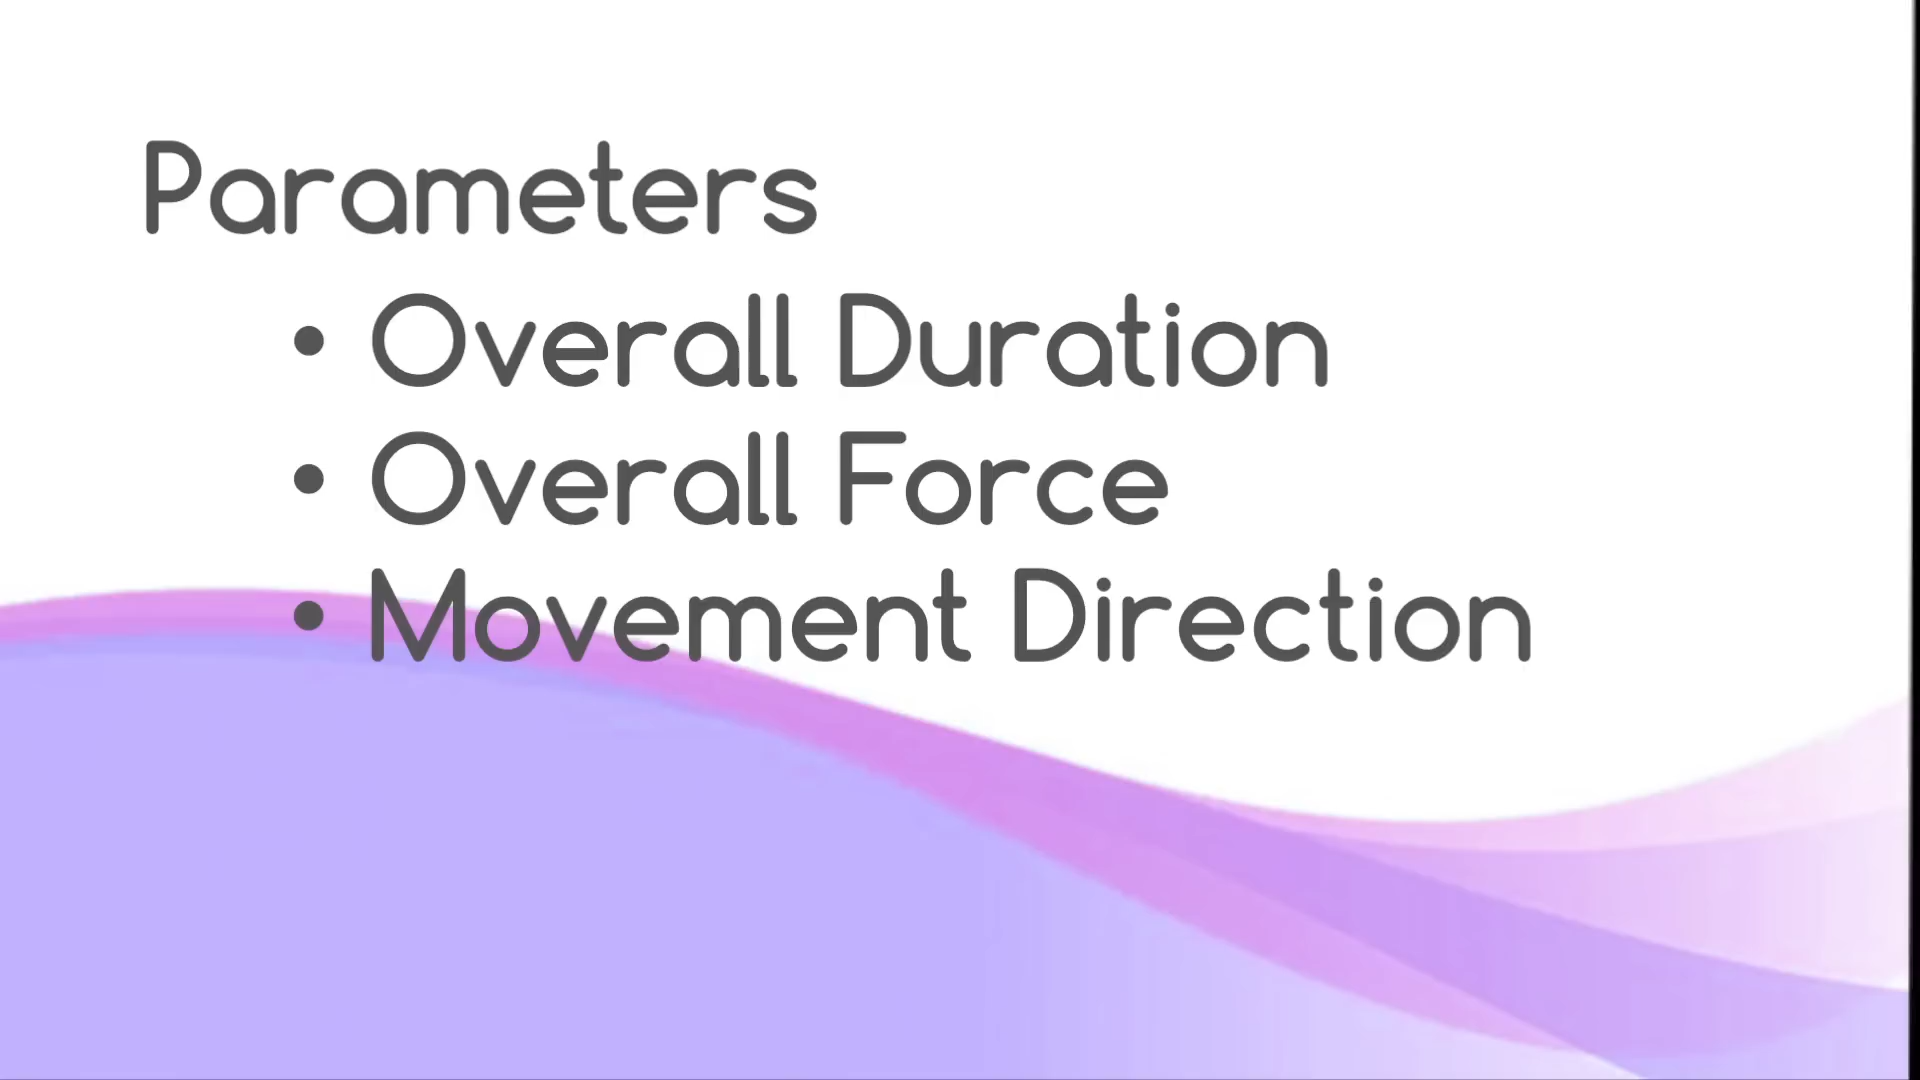 Parameters
• Overall Duration
• Overall Force
• Movement Direction